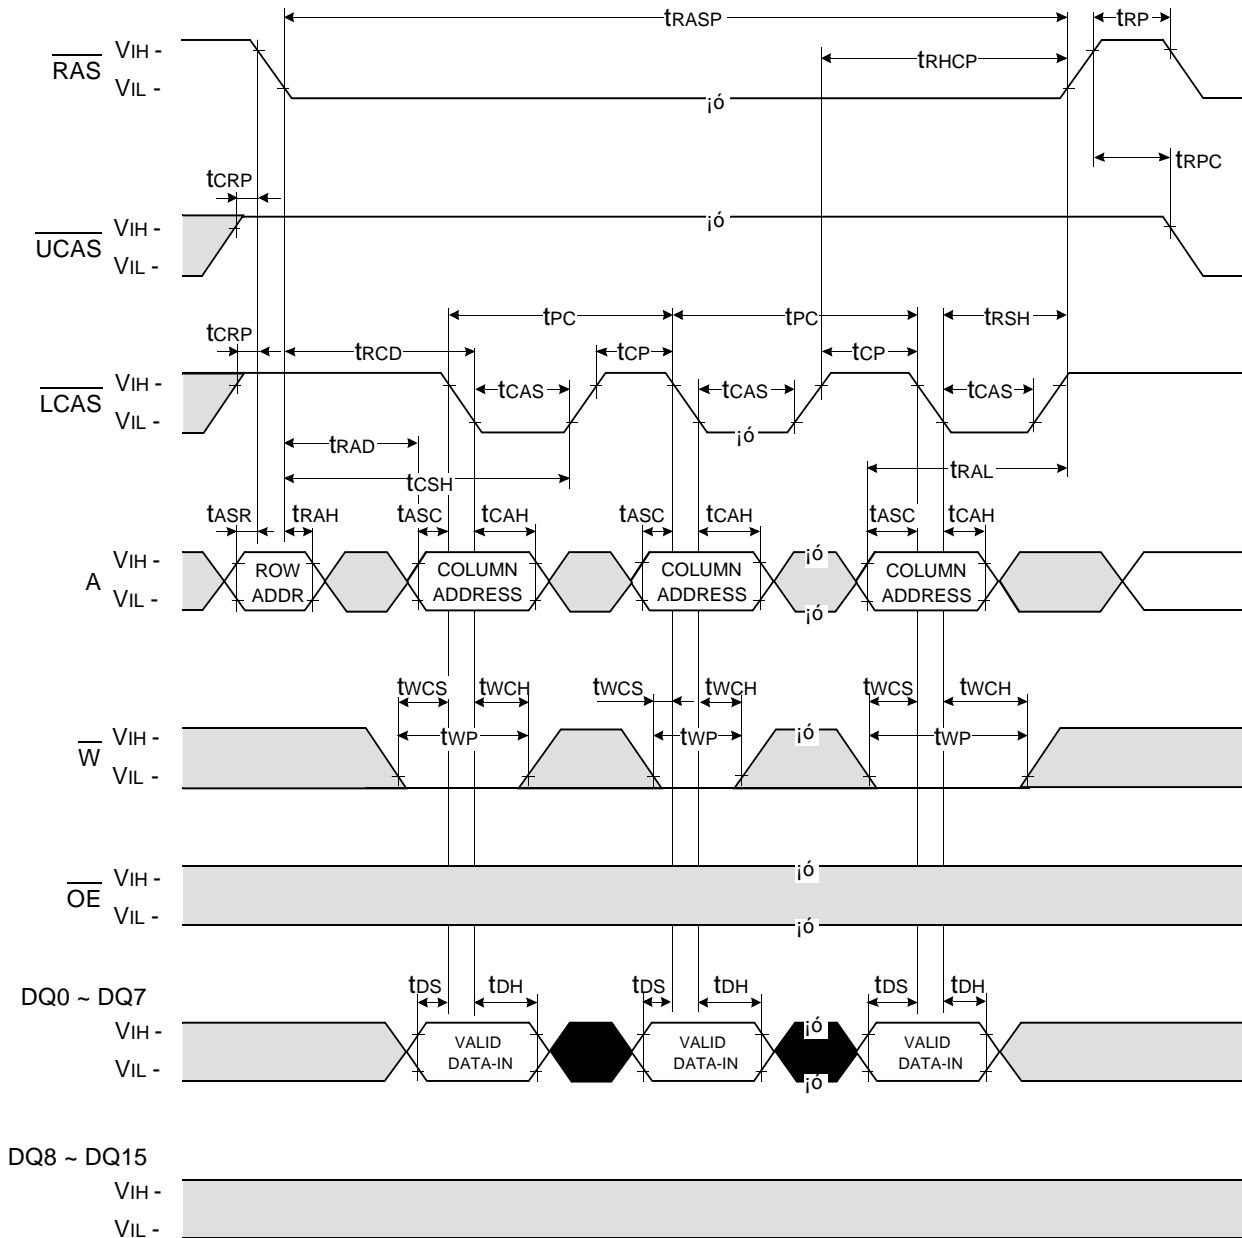 tRASP
tRP
RAS
VIH -
VIL -
tRHCP
¡ó
tRPC
tCRP
UCAS
VIH -
VIL -
¡ó
tPC
tPC
tRSH
tCRP
tRCD
tCP
tCP
LCAS
VIH -
VIL -
tCAS
tCAS
tCAS
¡ó
tRAD
tCSH
tRAL
tASR
tRAH
tASC
tCAH
tASC
tCAH
tASC
tCAH
A
VIH -
VIL -
ROW
ADDR
COLUMN
ADDRESS
COLUMN
ADDRESS
¡ó
¡ó
COLUMN
ADDRESS
tWCS
tWCH
tWCS
tWCH
tWCS
tWCH
W
VIH -
VIL -
tWP
tWP
¡ó
tWP
OE
VIH -
VIL -
¡ó
¡ó
DQ0 ~ DQ7
tDS
tDH
tDS
tDH
tDS
tDH
VIH -
VIL -
VALID
DATA-IN
VALID
DATA-IN
¡ó
¡ó
VALID
DATA-IN
DQ8 ~ DQ15
VIH -
VIL -